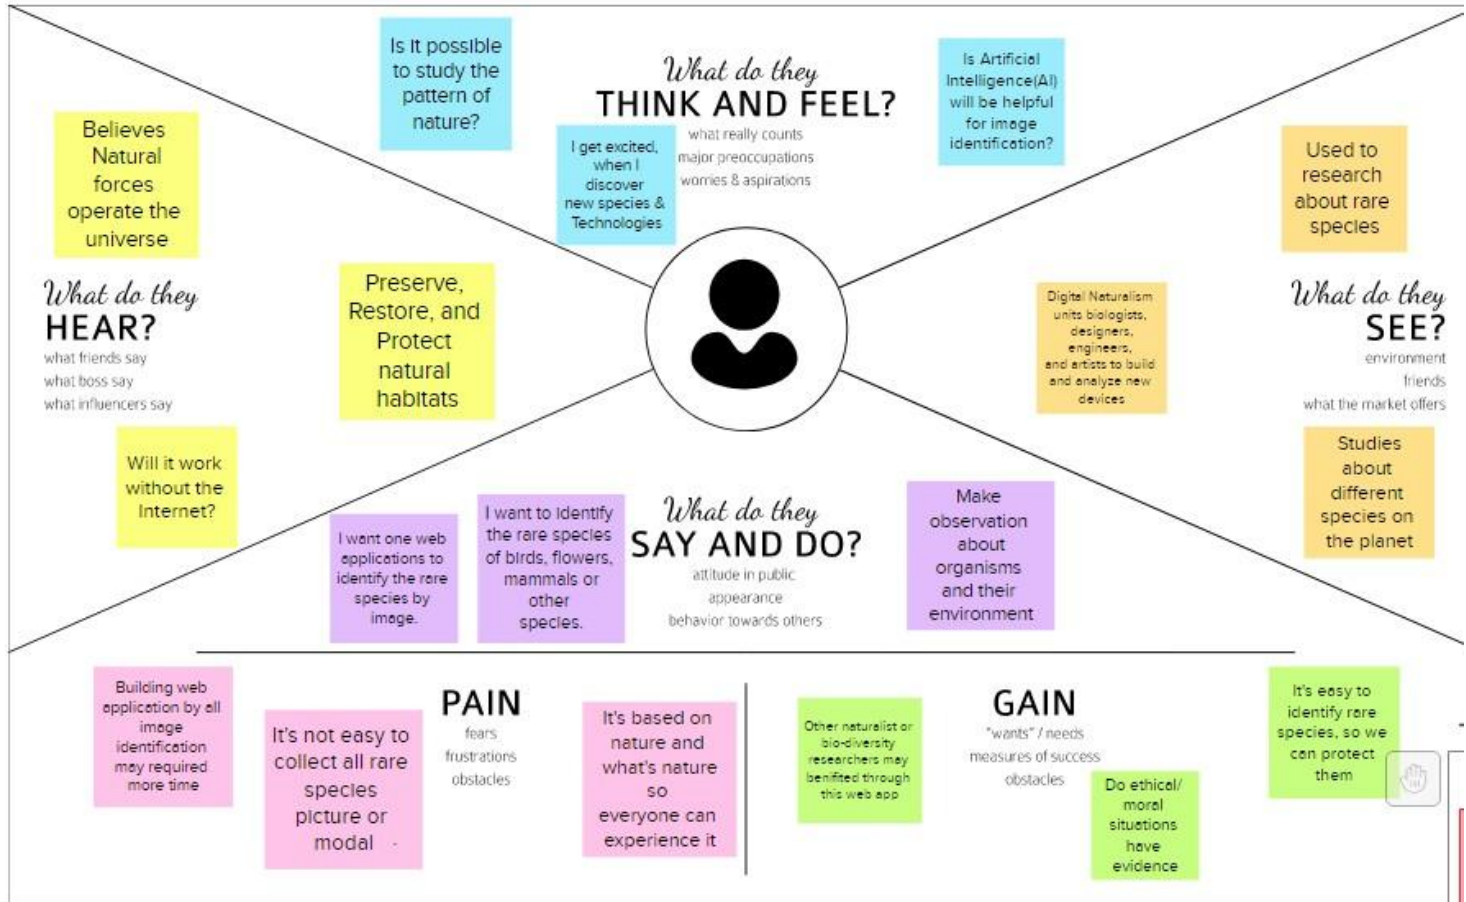 Is it possible
to study the
pattern of
nature?
What do they
THINK AND FEEL?
what really counts
major preoccupations
worries & aspirations
I get excited,
when I
discover
new species &
Technologies
Is Artificial
Intelligence(AI)
will be helpful
for image
identification?
Believes
Natural
forces
operate the
universe
What do they
HEAR?
what friends say
what boss say
what influencers say
Preserve,
Restore, and
Protect
natural
habitats
Will it work
without the
Internet?
Used to
research
about rare
species
Digital Naturalism
units biologists,
designers,
engineers,
and artists to build
and analyze new
devices
What do they
SEE?
environment
friends
what the market offers
Studies
about
different
species on
the planet
I want one web
applications to
identify the rare
species by
image.
I want to identify
the rare species
of birds, flowers,
mammals or
other
species.
What do they
SAY AND DO?
attitude in public
appearance
behavior towards others
Make
observation
about
organisms
and their
environment
Building web
application by all
image
identification
may required
more time
It's not easy to
collect all rare
species
picture or
modal
PAIN
fears
frustrations
obstacles
It's based on
nature and
what's nature
so
everyone can
experience it
Other naturalist or
bio-diversity
researchers may
benifited through
this web app
GAIN
"wants" / needs
measures of success
obstacles
Do ethical/
moral
situations
have
evidence
It's easy to
identify rare
species, so we
can protect
them